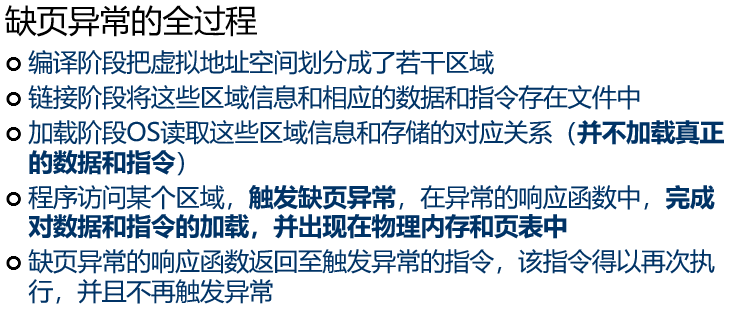 缺页异常的全过程
编译阶段把虚拟地址空间划分成了若干区域
链接阶段将这些区域信息和相应的数据和指令存在文件中
加载阶段OS读取这些区域信息和存储的对应关系（并不加载真正
的数据和指令）
程序访问某个区域，触发缺页异常，在异常的响应函数中，完成
对数据和指令的加载，并出现在物理内存和页表中
缺页异常的响应函数返回至触发异常的指令，该指令得以再次执
行，并且不再触发异常